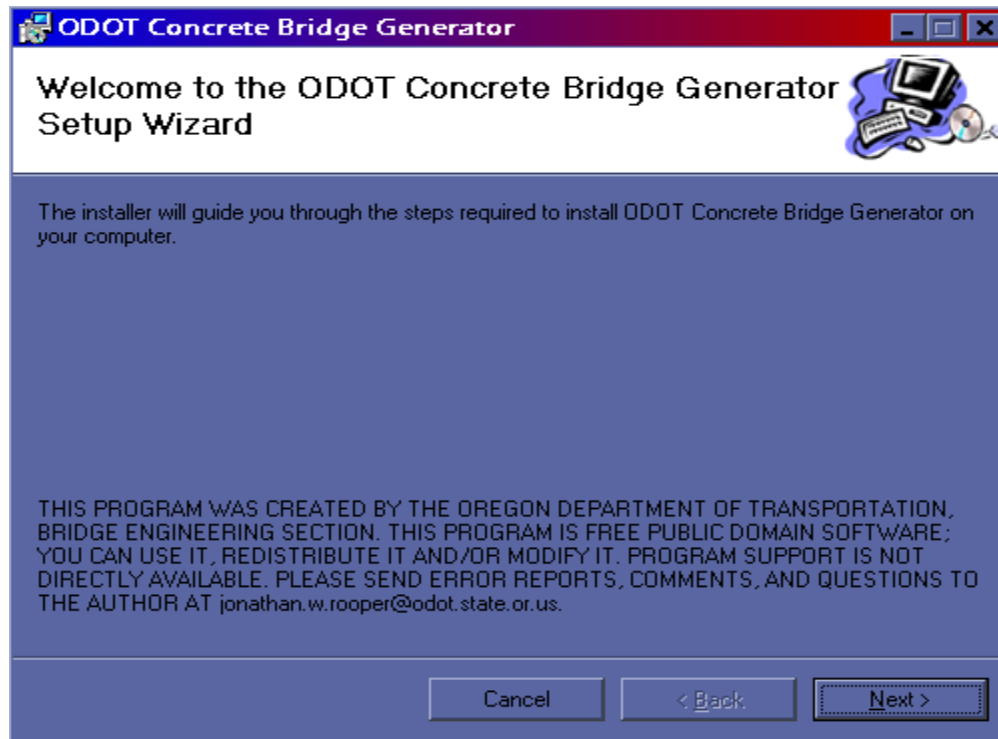 ODOT Concrete Bridge Generator
Welcome to the ODOT Concrete Bridge Generator
Setup Wizard
The installer will guide you through the steps required to install ODOT Concrete Bridge Generator on
your computer.
THIS PROGRAM WAS CREATED BY THE OREGON DEPARTMENT OF TRANSPORTATION,
BRIDGE ENGINEERING SECTION. THIS PROGRAM IS FREE PUBLIC DOMAIN SOFTWARE;
YOU CAN USE IT, REDISTRIBUTE IT AND/OR MODIFY IT. PROGRAM SUPPORT IS NOT
DIRECTLY AVAILABLE. PLEASE SEND ERROR REPORTS, COMMENTS, AND QUESTIONS TO
THE AUTHOR AT jonathan.w.rooper@odot.state.or.us.
Cancel < Back Next >